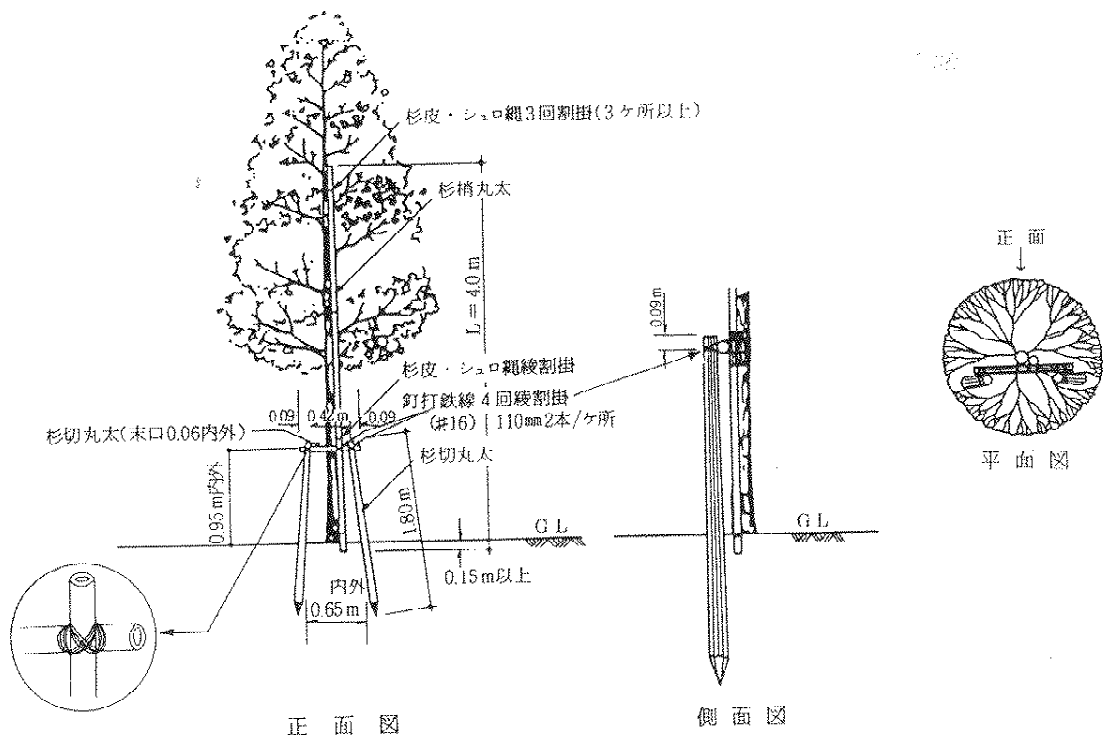 杉皮・シュロ縄3回割掛(3ケ所以上)
杉梢丸太
L=4.0m
杉皮・シュロ縄綾割掛
釘打鉄線4回綾割掛
(#16) 110mm2本/ケ所
0.09 0.42m 0.09
杉切丸太(末口0.06内外)
杉切丸太
0.95m内外
1.80m
GL
0.15m以上
内外
0.65m
正面図
0.09m
GL
側面図
正面
平面図